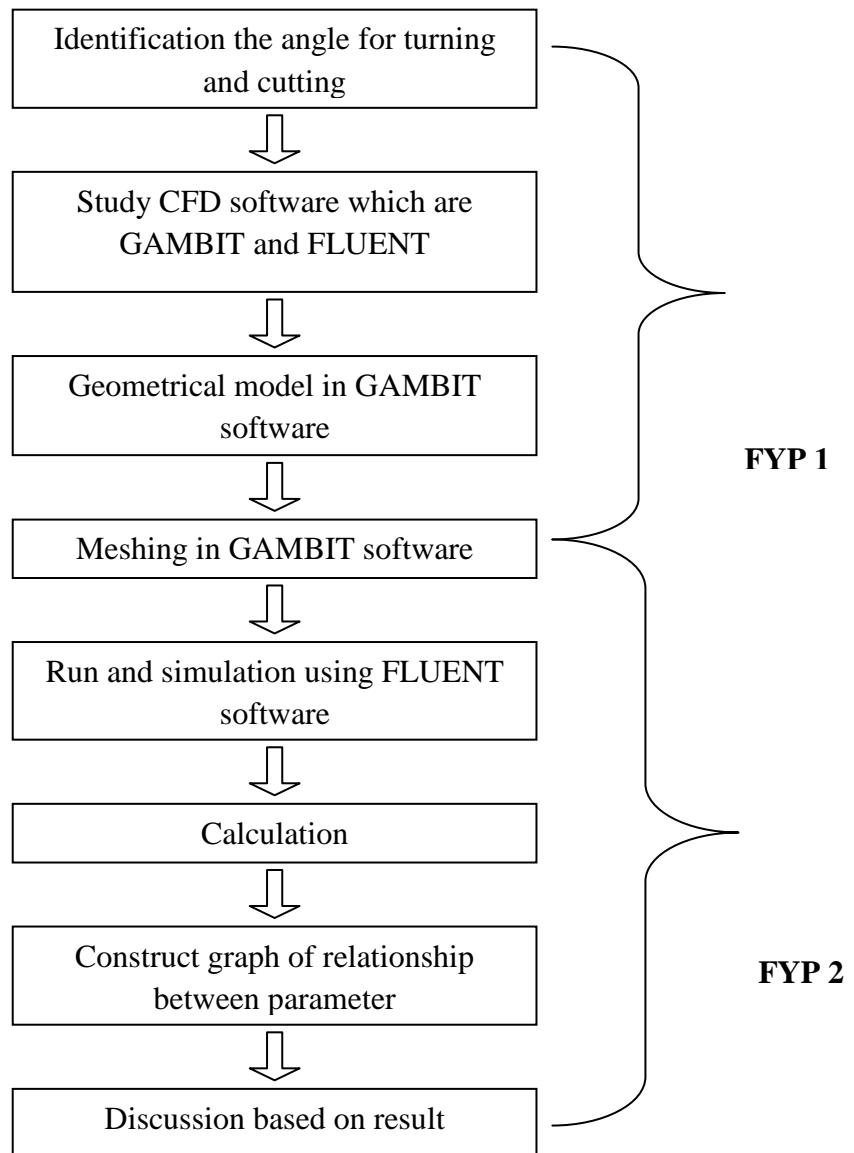 Identification the angle for turning
and cutting
Study CFD software which are
GAMBIT and FLUENT
Geometrical model in GAMBIT
software
FYP 1
Meshing in GAMBIT software
Run and simulation using FLUENT
software
Calculation
Construct graph of relationship
between parameter
FYP 2
Discussion based on result